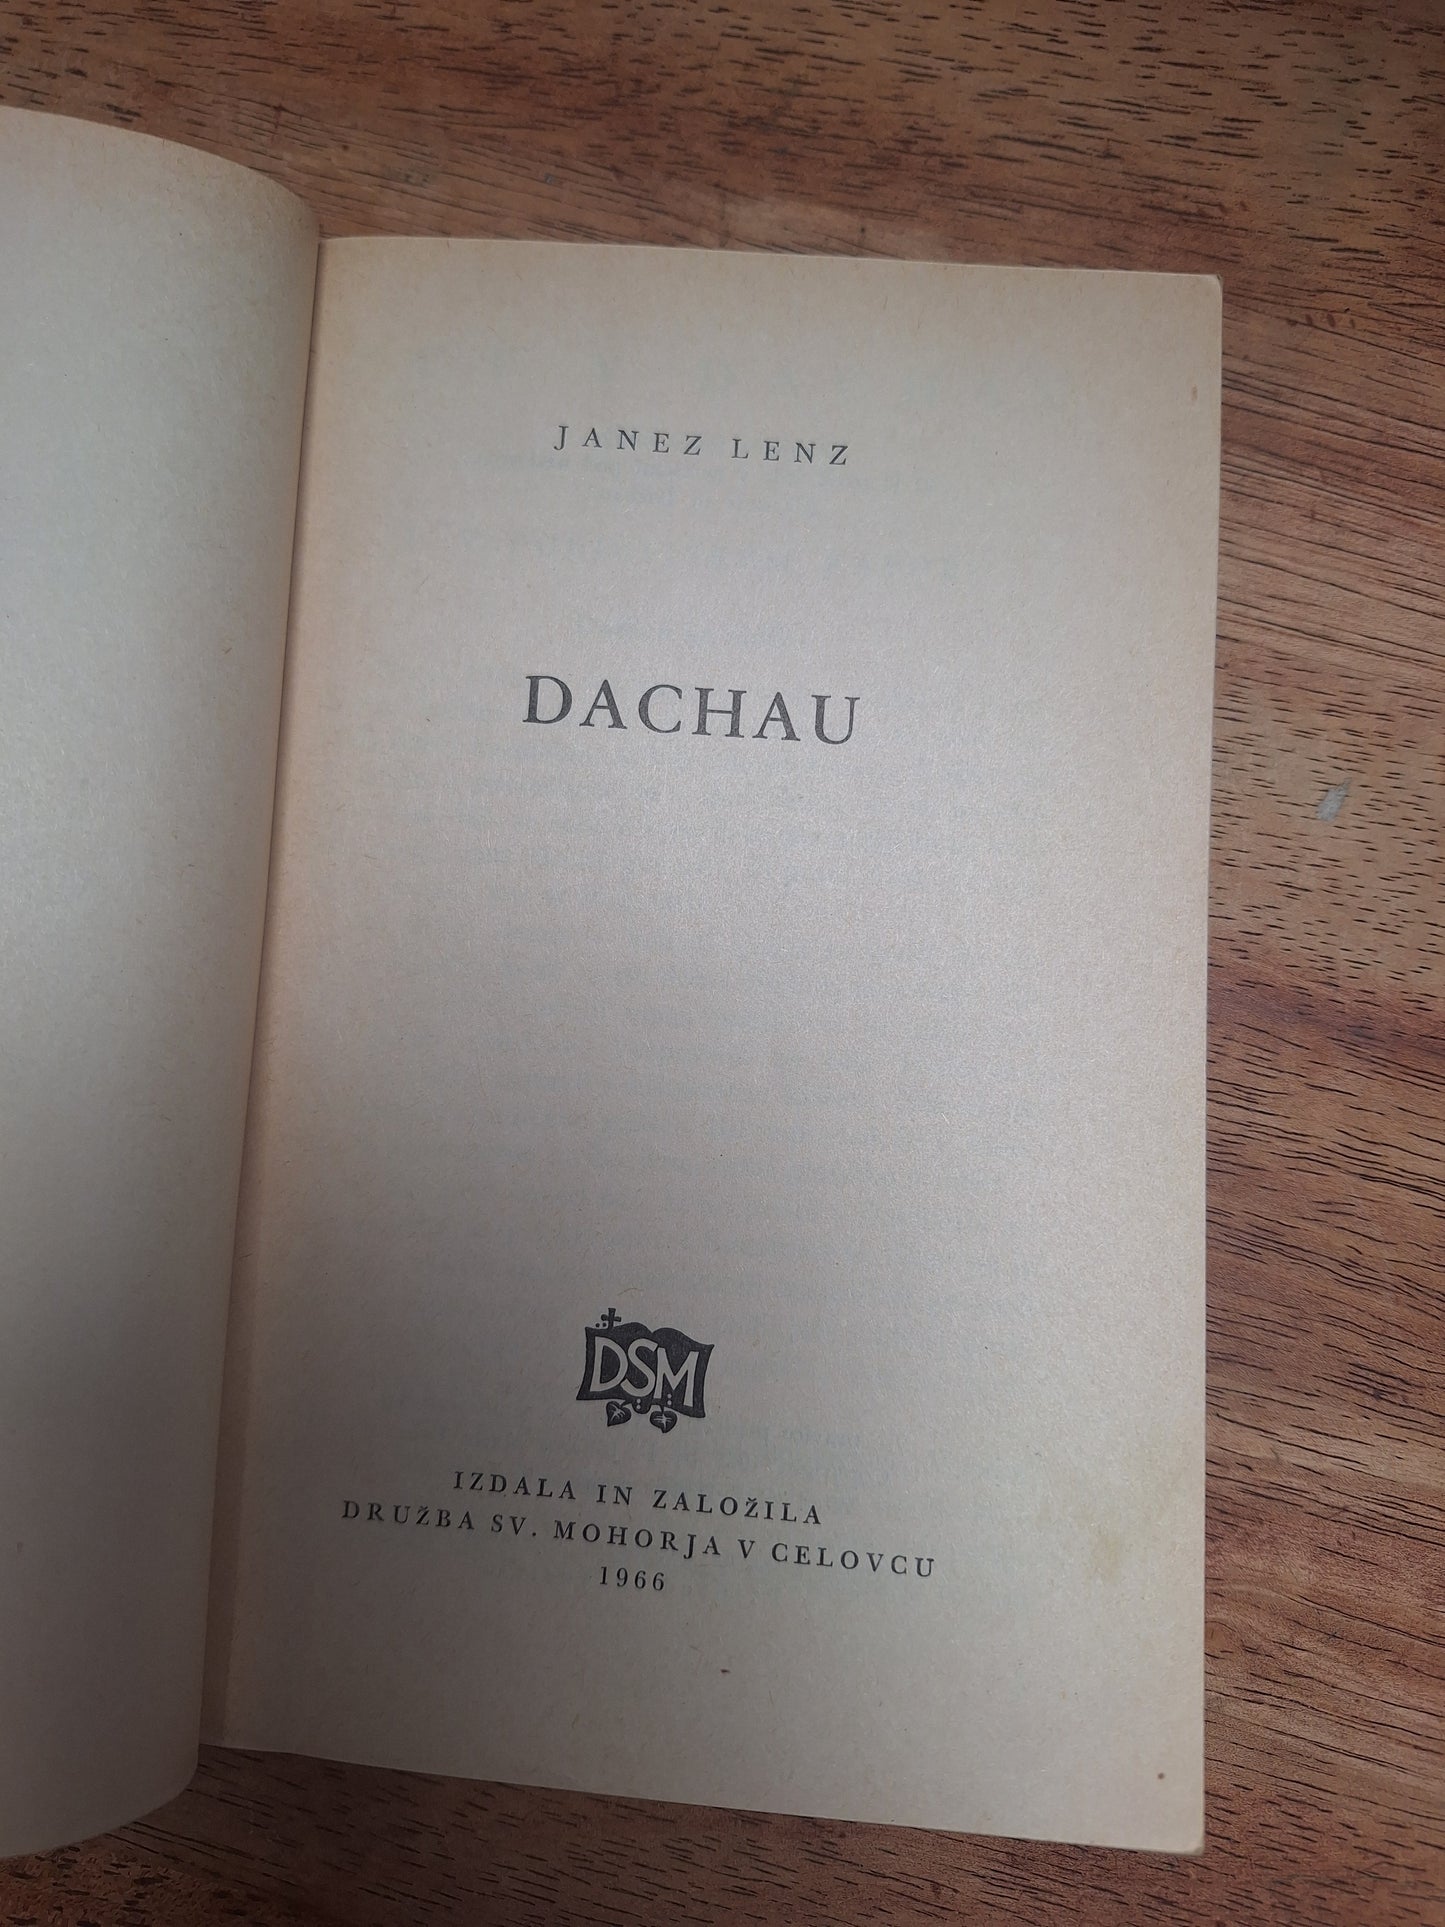 JANEZ LENZ
DACHAU
DSM
IZDALA IN ZALOŽILA
DRUŽBA SV. MOHORJA V CELOVCU
1966